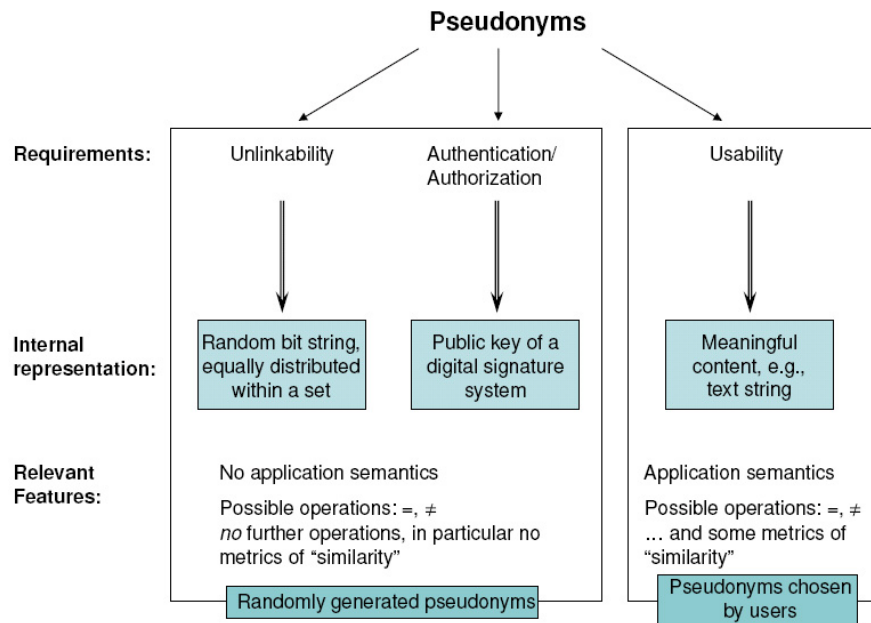 Pseudonyms
Requirements:
Unlinkability
Authentication/
Authorization
Usability
Internal
representation:
Random bit string,
equally distributed
within a set
Public key of a
digital signature
system
Meaningful
content, e.g.,
text string
Relevant
Features:
No application semantics
Possible operations: =, ≠
no further operations, in particular no
metrics of “similarity”
Randomly generated pseudonyms
Application semantics
Possible operations: =, ≠
... and some metrics of
“similarity”
Pseudonyms chosen
by users